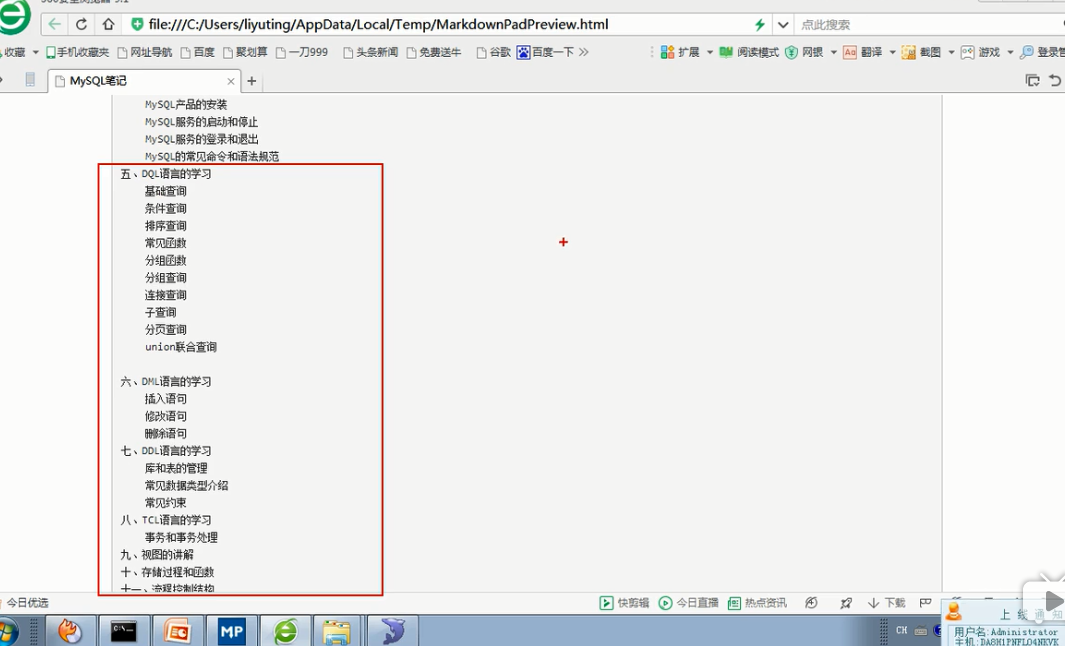 file:///C:/Users/liyuting/AppData/Local/Temp/MarkdownPadPreview.html
点此搜索
收藏 手机收藏夹 网址导航 百度 聚划算 一刀999 头条新闻 免费送牛 谷歌 百度一下 扩展 阅读模式 网银 翻译 截图 游戏
MySQL笔记
MySQL产品的安装
MySQL服务的启动和停止
MySQL服务的登录和退出
MySQL的常见命令和语法规范
五、DQL语言的学习
基础查询
条件查询
排序查询
常见函数
分组函数
分组查询
连接查询
子查询
分页查询
union联合查询
六、DML语言的学习
插入语句
修改语句
删除语句
七、DDL语言的学习
库和表的管理
常见数据类型介绍
常见约束
八、TCL语言的学习
事务和事务处理
九、视图的讲解
十、存储过程和函数
十一、流程控制结构
今日优选 快剪辑 今日直播 热点资讯 下载
上线通知
MP CH 用户名:Administrator
主机:DASH1PNFLO4NKVK